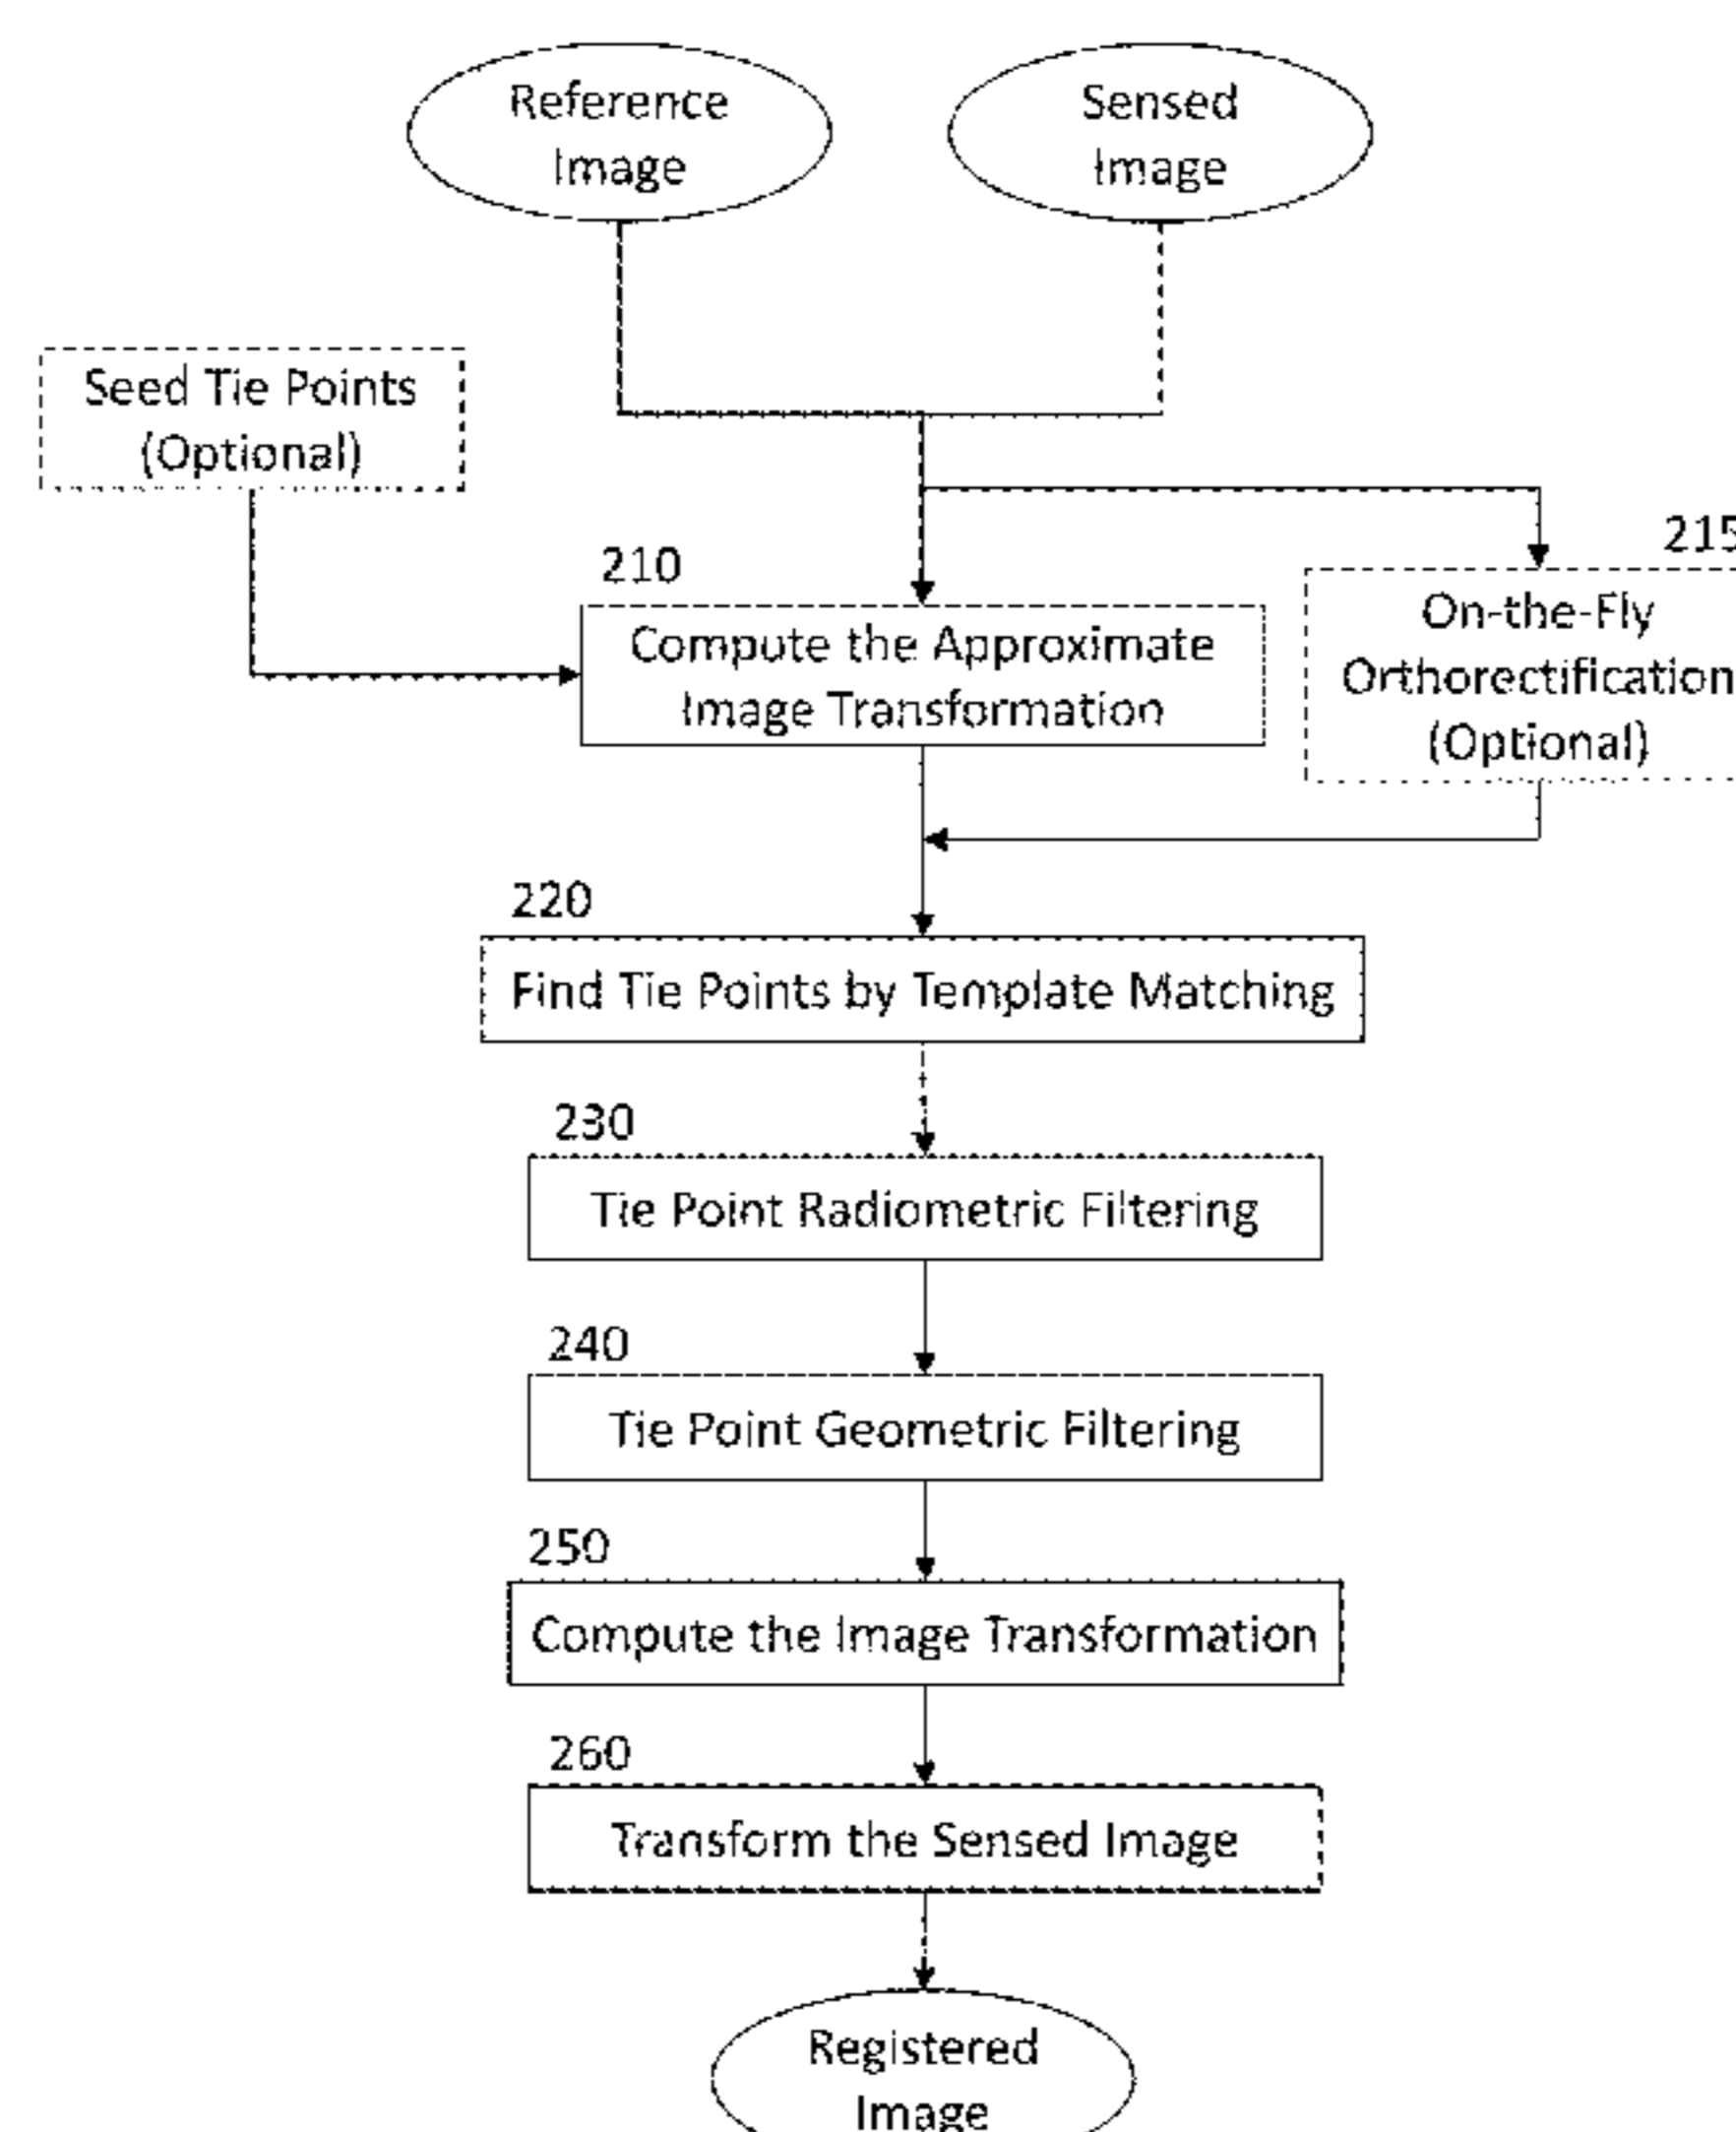 Reference
Image
Sensed
Image
Seed Tie Points
(Optional)
210
Compute the Approximate
Image Transformation
215
On-the-Fly
Orthorectification
(Optional)
220
Find Tie Points by Template Matching
230
Tie Point Radiometric Filtering
240
Tie Point Geometric Filtering
250
Compute the Image Transformation
260
Transform the Sensed Image
Registered
Image